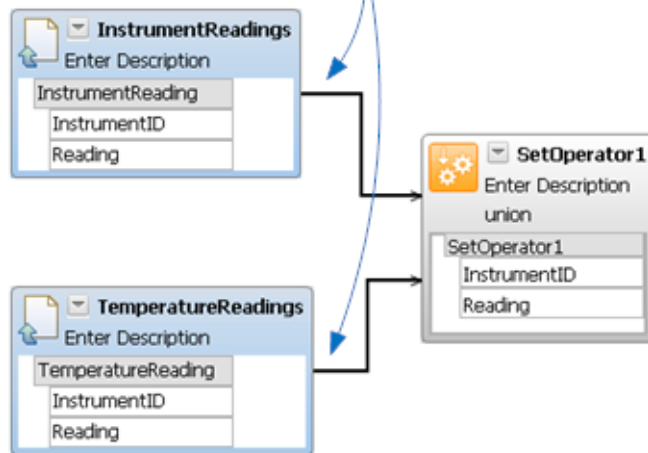 InstrumentReadings
Enter Description
InstrumentReading
InstrumentID
Reading
SetOperator1
Enter Description
union
SetOperator1
InstrumentID
Reading
TemperatureReadings
Enter Description
TemperatureReading
InstrumentID
Reading